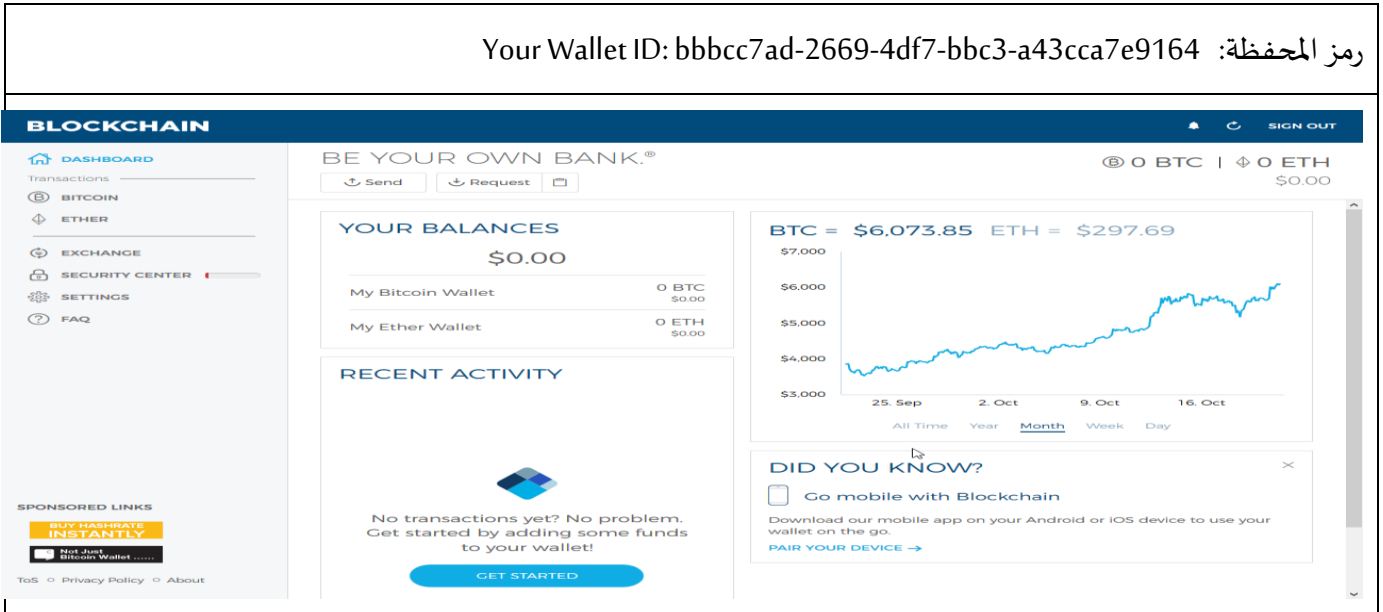 رمز المحفظة: Your Wallet ID: bbbcc7ad-2669-4df7-bbc3-a43cca7e9164
BLOCKCHAIN
SIGN OUT
DASHBOARD
Transactions
BITCOIN
ETHER
EXCHANGE
SECURITY CENTER
SETTINGS
FAQ
SPONSORED LINKS
BUY HASHRATE
INSTANTLY
Not Just
Bitcoin Wallet ......
ToS Privacy Policy About
BE YOUR OWN BANK.®
0 BTC | 0 ETH
$0.00
Send Request
YOUR BALANCES
$0.00
My Bitcoin Wallet 0 BTC
$0.00
My Ether Wallet 0 ETH
$0.00
RECENT ACTIVITY
No transactions yet? No problem.
Get started by adding some funds
to your wallet!
GET STARTED
BTC = $6,073.85 ETH = $297.69
$7,000
$6,000
$5,000
$4,000
$3,000
25. Sep 2. Oct 9. Oct 16. Oct
All Time Year Month Week Day
DID YOU KNOW?
Go mobile with Blockchain
Download our mobile app on your Android or iOS device to use your
wallet on the go.
PAIR YOUR DEVICE →